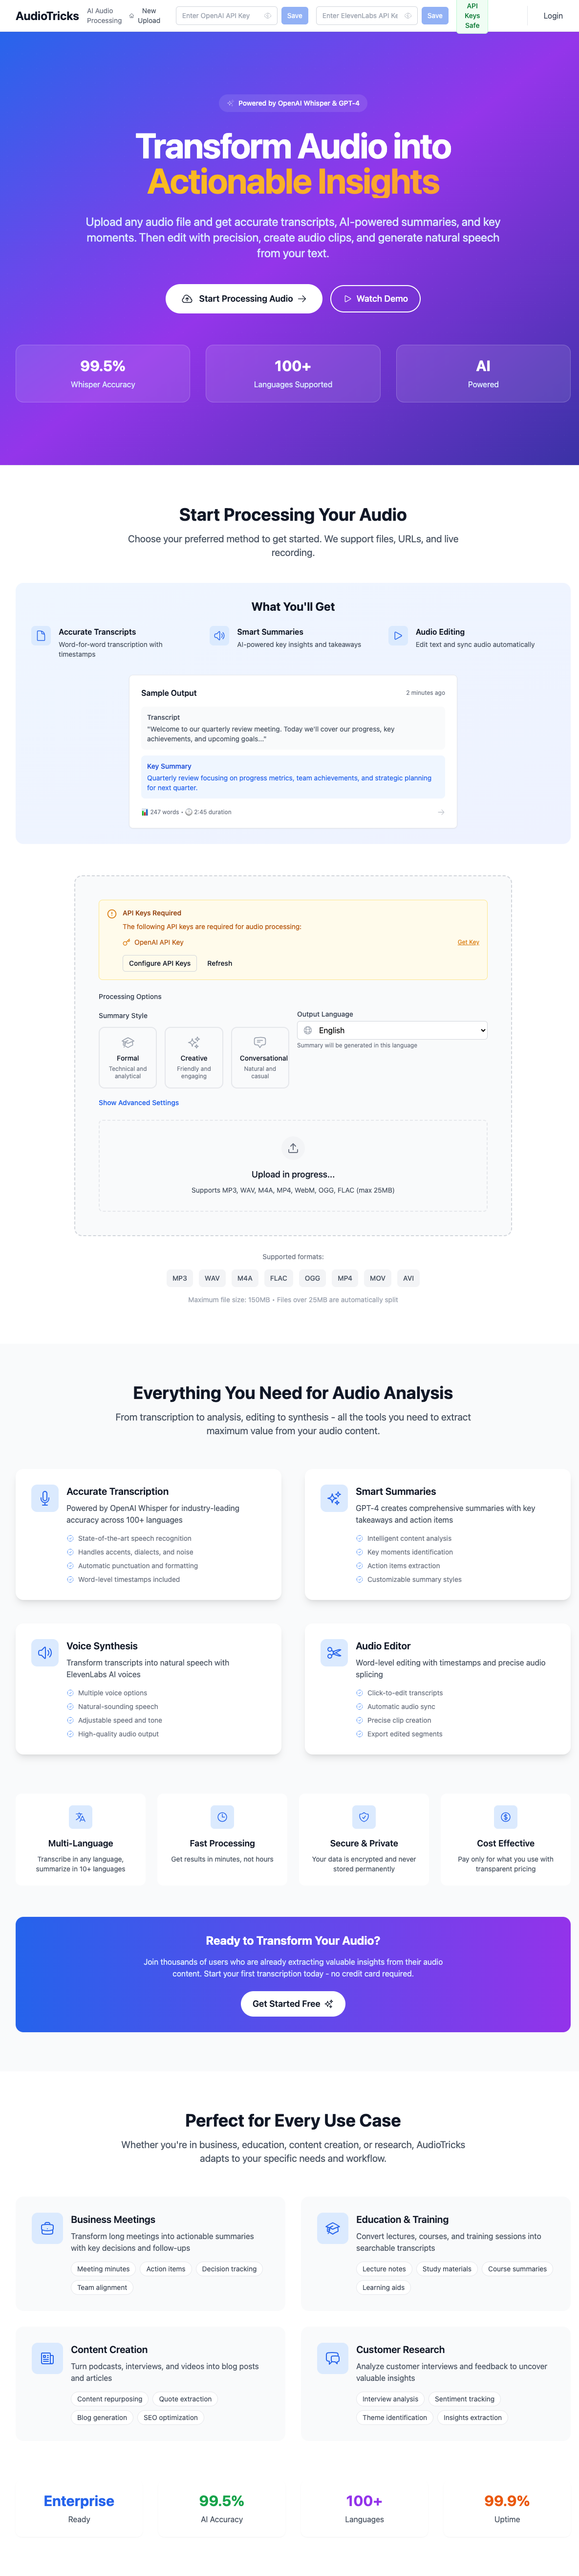 AudioTricks
AI Audio
Processing
New
Upload
Enter OpenAI API Key
Save
Enter ElevenLabs API Ke
Save
API
Keys
Safe
Login
Powered by OpenAI Whisper & GPT-4
Transform Audio into
Actionable Insights
Upload any audio file and get accurate transcripts, AI-powered summaries, and key
moments. Then edit with precision, create audio clips, and generate natural speech
from your text.
Start Processing Audio
Watch Demo
99.5%
Whisper Accuracy
100+
Languages Supported
AI
Powered
Start Processing Your Audio
Choose your preferred method to get started. We support files, URLs, and live
recording.
What You'll Get
Accurate Transcripts
Word-for-word transcription with
timestamps
Smart Summaries
AI-powered key insights and takeaways
Audio Editing
Edit text and sync audio automatically
Sample Output
2 minutes ago
Transcript
"Welcome to our quarterly review meeting. Today we'll cover our progress, key
achievements, and upcoming goals..."
Key Summary
Quarterly review focusing on progress metrics, team achievements, and strategic planning
for next quarter.
247 words • 2:45 duration
API Keys Required
The following API keys are required for audio processing:
OpenAI API Key
Get Key
Configure API Keys
Refresh
Processing Options
Summary Style
Formal
Technical and
analytical
Creative
Friendly and
engaging
Conversational
Natural and
casual
Output Language
English
Summary will be generated in this language
Show Advanced Settings
Upload in progress...
Supports MP3, WAV, M4A, MP4, WebM, OGG, FLAC (max 25MB)
Supported formats:
MP3
WAV
M4A
FLAC
OGG
MP4
MOV
AVI
Maximum file size: 150MB • Files over 25MB are automatically split
Everything You Need for Audio Analysis
From transcription to analysis, editing to synthesis - all the tools you need to extract
maximum value from your audio content.
Accurate Transcription
Powered by OpenAI Whisper for industry-leading
accuracy across 100+ languages
State-of-the-art speech recognition
Handles accents, dialects, and noise
Automatic punctuation and formatting
Word-level timestamps included
Smart Summaries
GPT-4 creates comprehensive summaries with key
takeaways and action items
Intelligent content analysis
Key moments identification
Action items extraction
Customizable summary styles
Voice Synthesis
Transform transcripts into natural speech with
ElevenLabs AI voices
Multiple voice options
Natural-sounding speech
Adjustable speed and tone
High-quality audio output
Audio Editor
Word-level editing with timestamps and precise audio
splicing
Click-to-edit transcripts
Automatic audio sync
Precise clip creation
Export edited segments
Multi-Language
Transcribe in any language,
summarize in 10+ languages
Fast Processing
Get results in minutes, not hours
Secure & Private
Your data is encrypted and never
stored permanently
Cost Effective
Pay only for what you use with
transparent pricing
Ready to Transform Your Audio?
Join thousands of users who are already extracting valuable insights from their audio
content. Start your first transcription today - no credit card required.
Get Started Free
Perfect for Every Use Case
Whether you're in business, education, content creation, or research, AudioTricks
adapts to your specific needs and workflow.
Business Meetings
Transform long meetings into actionable summaries
with key decisions and follow-ups
Meeting minutes
Action items
Decision tracking
Team alignment
Education & Training
Convert lectures, courses, and training sessions into
searchable transcripts
Lecture notes
Study materials
Course summaries
Learning aids
Content Creation
Turn podcasts, interviews, and videos into blog posts
and articles
Content repurposing
Quote extraction
Blog generation
SEO optimization
Customer Research
Analyze customer interviews and feedback to uncover
valuable insights
Interview analysis
Sentiment tracking
Theme identification
Insights extraction
Enterprise
Ready
99.5%
AI Accuracy
100+
Languages
99.9%
Uptime